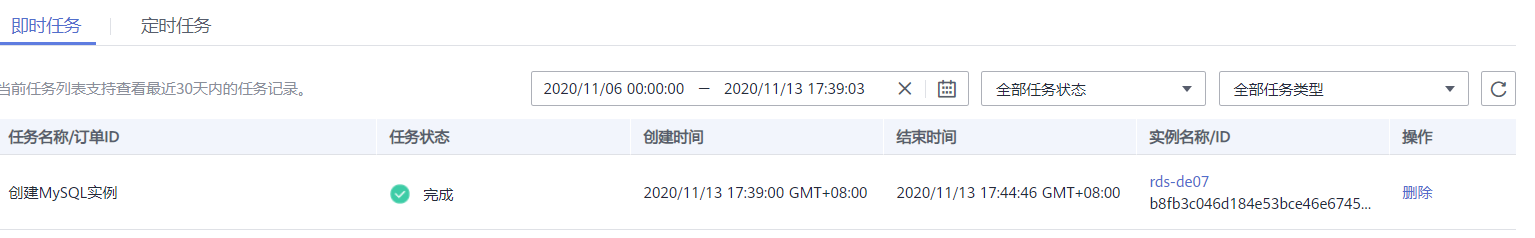 即时任务 定时任务
当前任务列表支持查看最近30天内的任务记录。 2020/11/06 00:00:00 — 2020/11/13 17:39:03 全部任务状态 全部任务类型
任务名称/订单ID 任务状态 创建时间 结束时间 实例名称/ID 操作
创建MySQL实例 完成 2020/11/13 17:39:00 GMT+08:00 2020/11/13 17:44:46 GMT+08:00 rds-de07 删除
b8fb3c046d184e53bce46e6745...